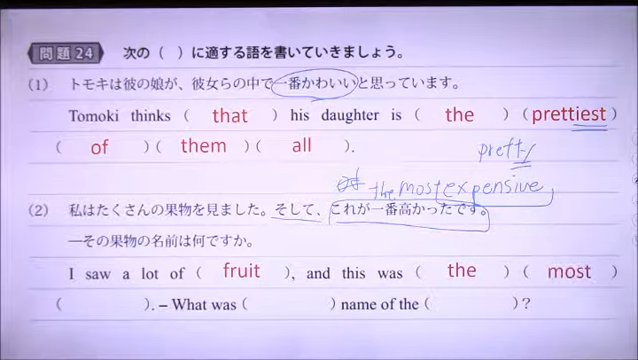 問題24 次の（ ）に適する語を書いていきましょう。
(1) トモキは彼の娘が、彼女らの中で一番かわいいと思っています。
Tomoki thinks ( that ) his daughter is ( the ) ( prettiest )
( of )( them )( all ).
pretty
the most expensive
(2) 私はたくさんの果物を見ました。そして、これが一番高かったです。
―その果物の名前は何ですか。
I saw a lot of ( fruit ), and this was ( the ) ( most )
( ). – What was ( ) name of the ( )?